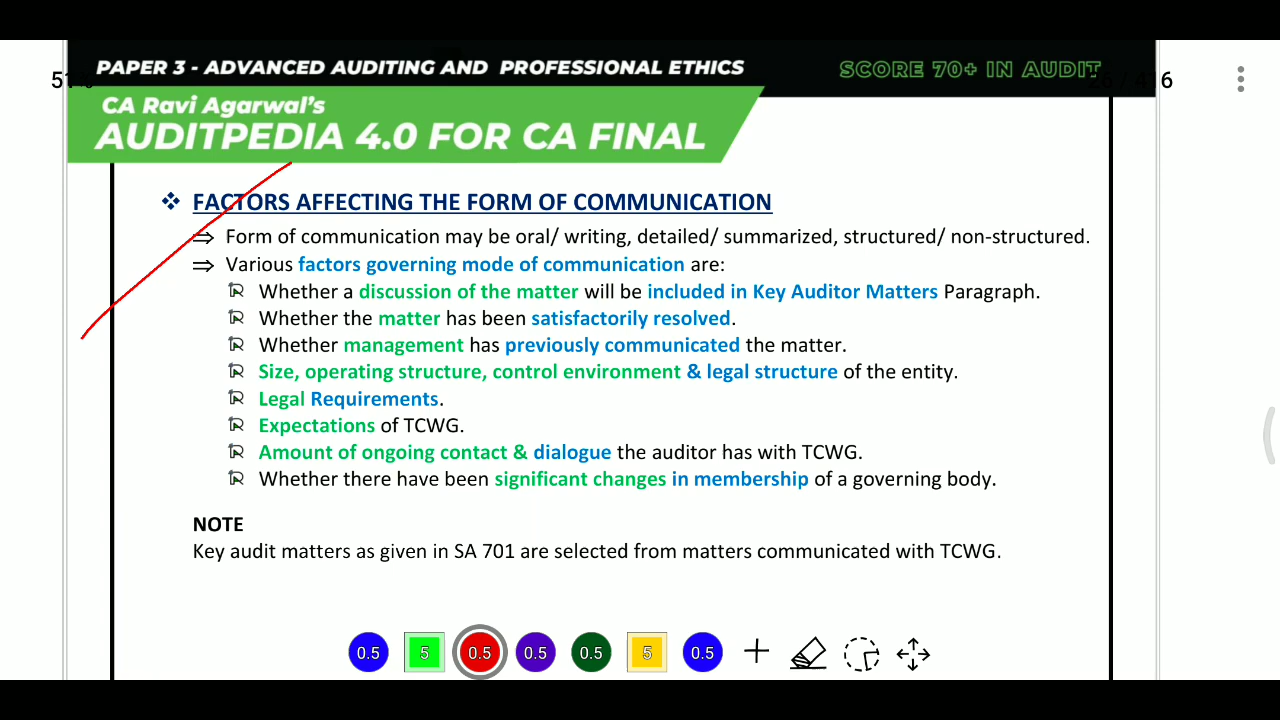 PAPER 3 - ADVANCED AUDITING AND PROFESSIONAL ETHICS
SCORE 70+ IN AUDIT
CA Ravi Agarwal's
AUDITPEDIA 4.0 FOR CA FINAL
❖ FACTORS AFFECTING THE FORM OF COMMUNICATION
⇒ Form of communication may be oral/ writing, detailed/ summarized, structured/ non-structured.
⇒ Various factors governing mode of communication are:
Whether a discussion of the matter will be included in Key Auditor Matters Paragraph.
Whether the matter has been satisfactorily resolved.
Whether management has previously communicated the matter.
Size, operating structure, control environment & legal structure of the entity.
Legal Requirements.
Expectations of TCWG.
Amount of ongoing contact & dialogue the auditor has with TCWG.
Whether there have been significant changes in membership of a governing body.
NOTE
Key audit matters as given in SA 701 are selected from matters communicated with TCWG.
0.5 5 0.5 0.5 0.5 5 0.5